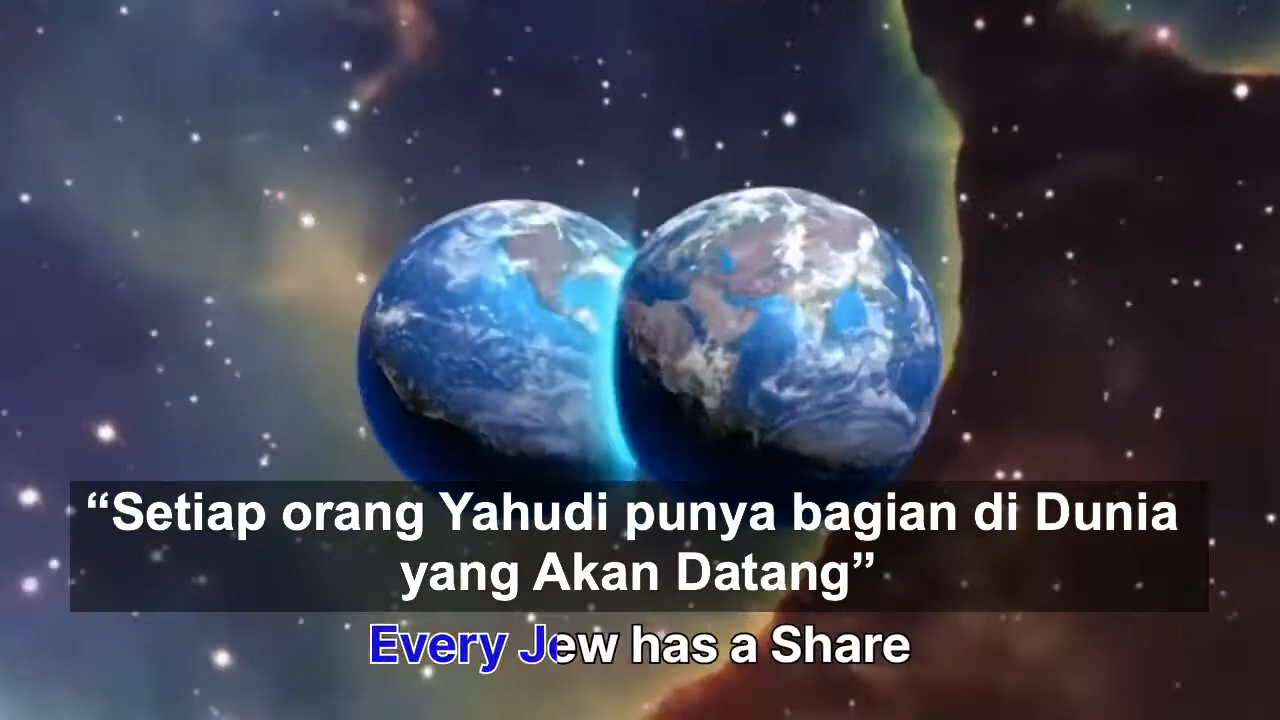 “Setiap orang Yahudi punya bagian di Dunia
yang Akan Datang”
Every Jew has a Share